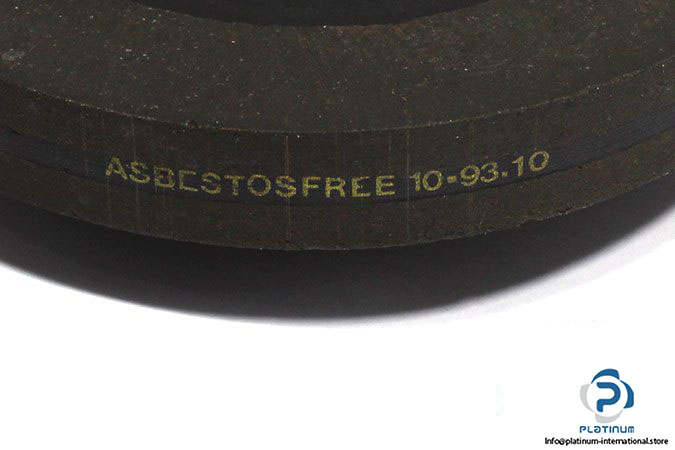 ASBESTOSFREE 10-93.10
PLATINUM
Info@platinum-international.store